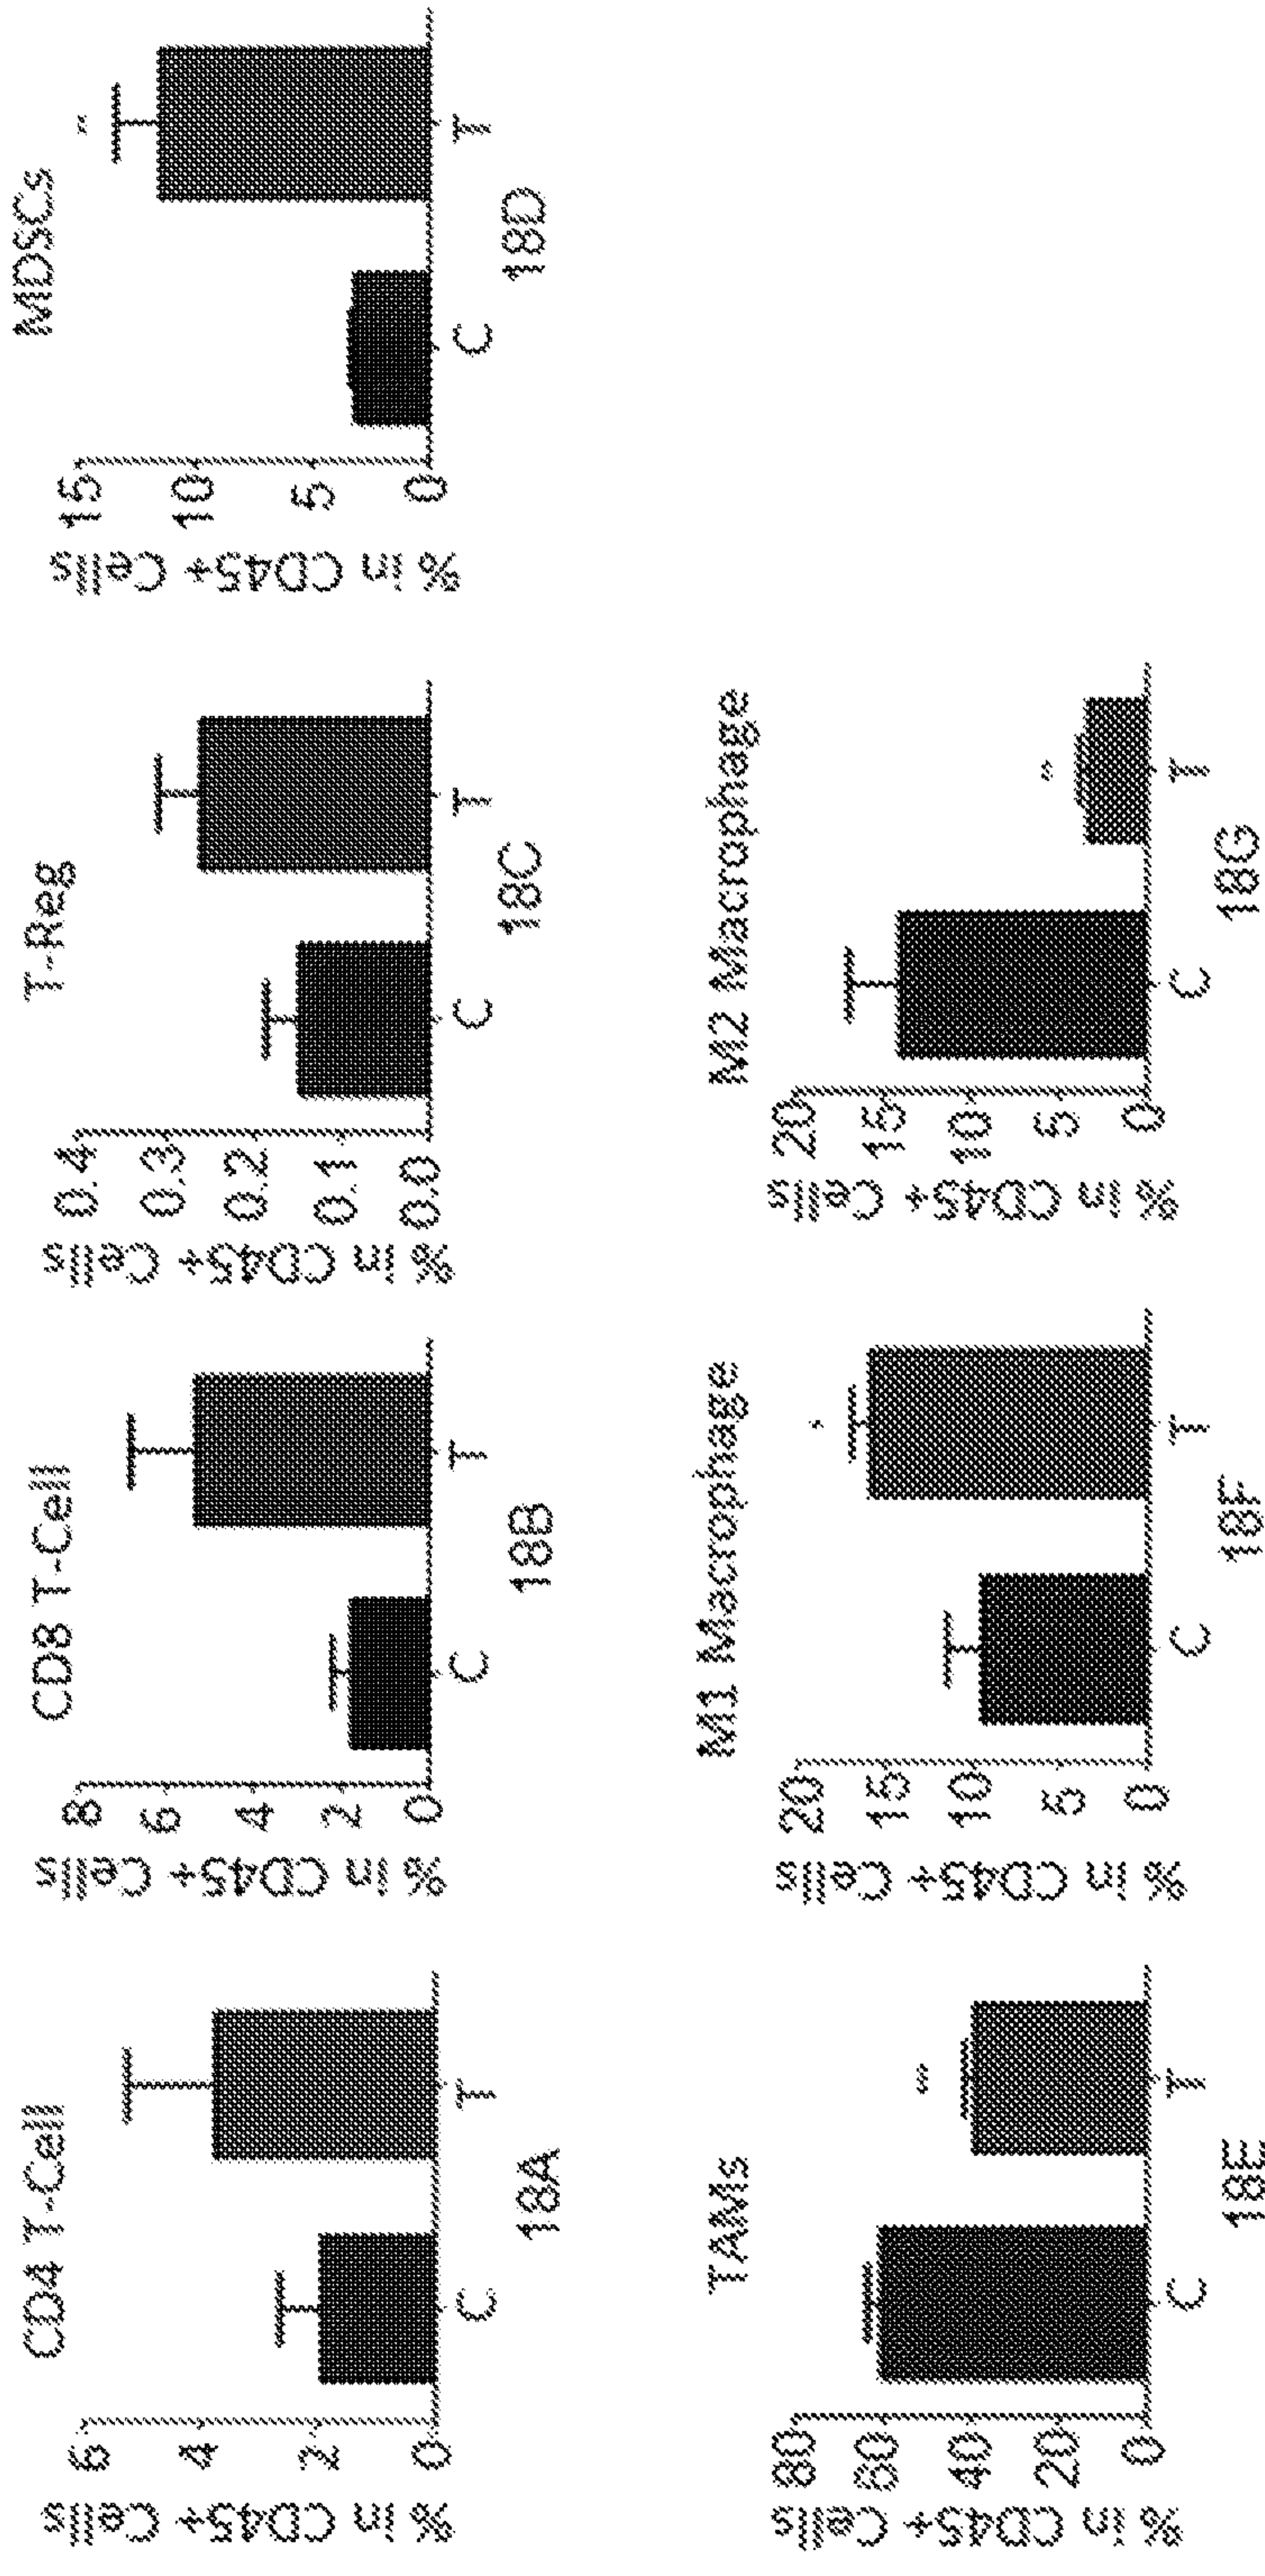 CD4 T-Cell
% in CD45+ Cells
6
4
2
0
C
T
18A
CD8 T-Cell
% in CD45+ Cells
8
6
4
2
0
C
T
18B
T-Reg
% in CD45+ Cells
0.4
0.3
0.2
0.1
0.0
C
T
18C
MDSCs
% in CD45+ Cells
15
10
5
0
C
T
18D
TAMs
% in CD45+ Cells
80
60
40
20
0
C
T
18E
M1 Macrophage
% in CD45+ Cells
20
15
10
5
0
*
C
T
18F
M2 Macrophage
% in CD45+ Cells
20
15
10
5
0
**
C
T
18G